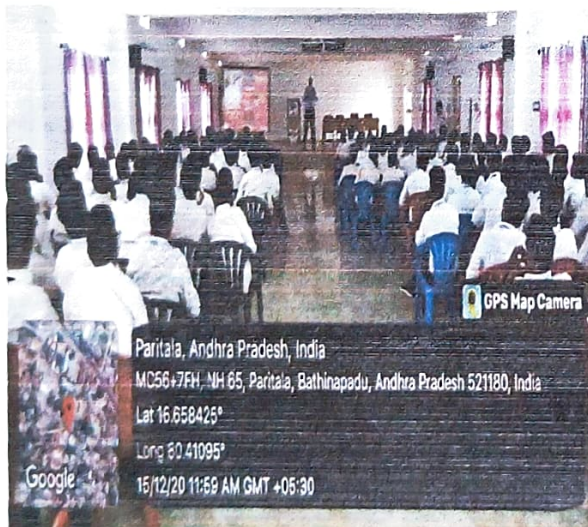 GPS Map Camera
Paritala, Andhra Pradesh, India
MC56+7FH, NH 65, Paritala, Bathinapadu, Andhra Pradesh 521180, India
Lat 16.658425°
Long 80.41095°
Google
15/12/20 11:59 AM GMT +05:30